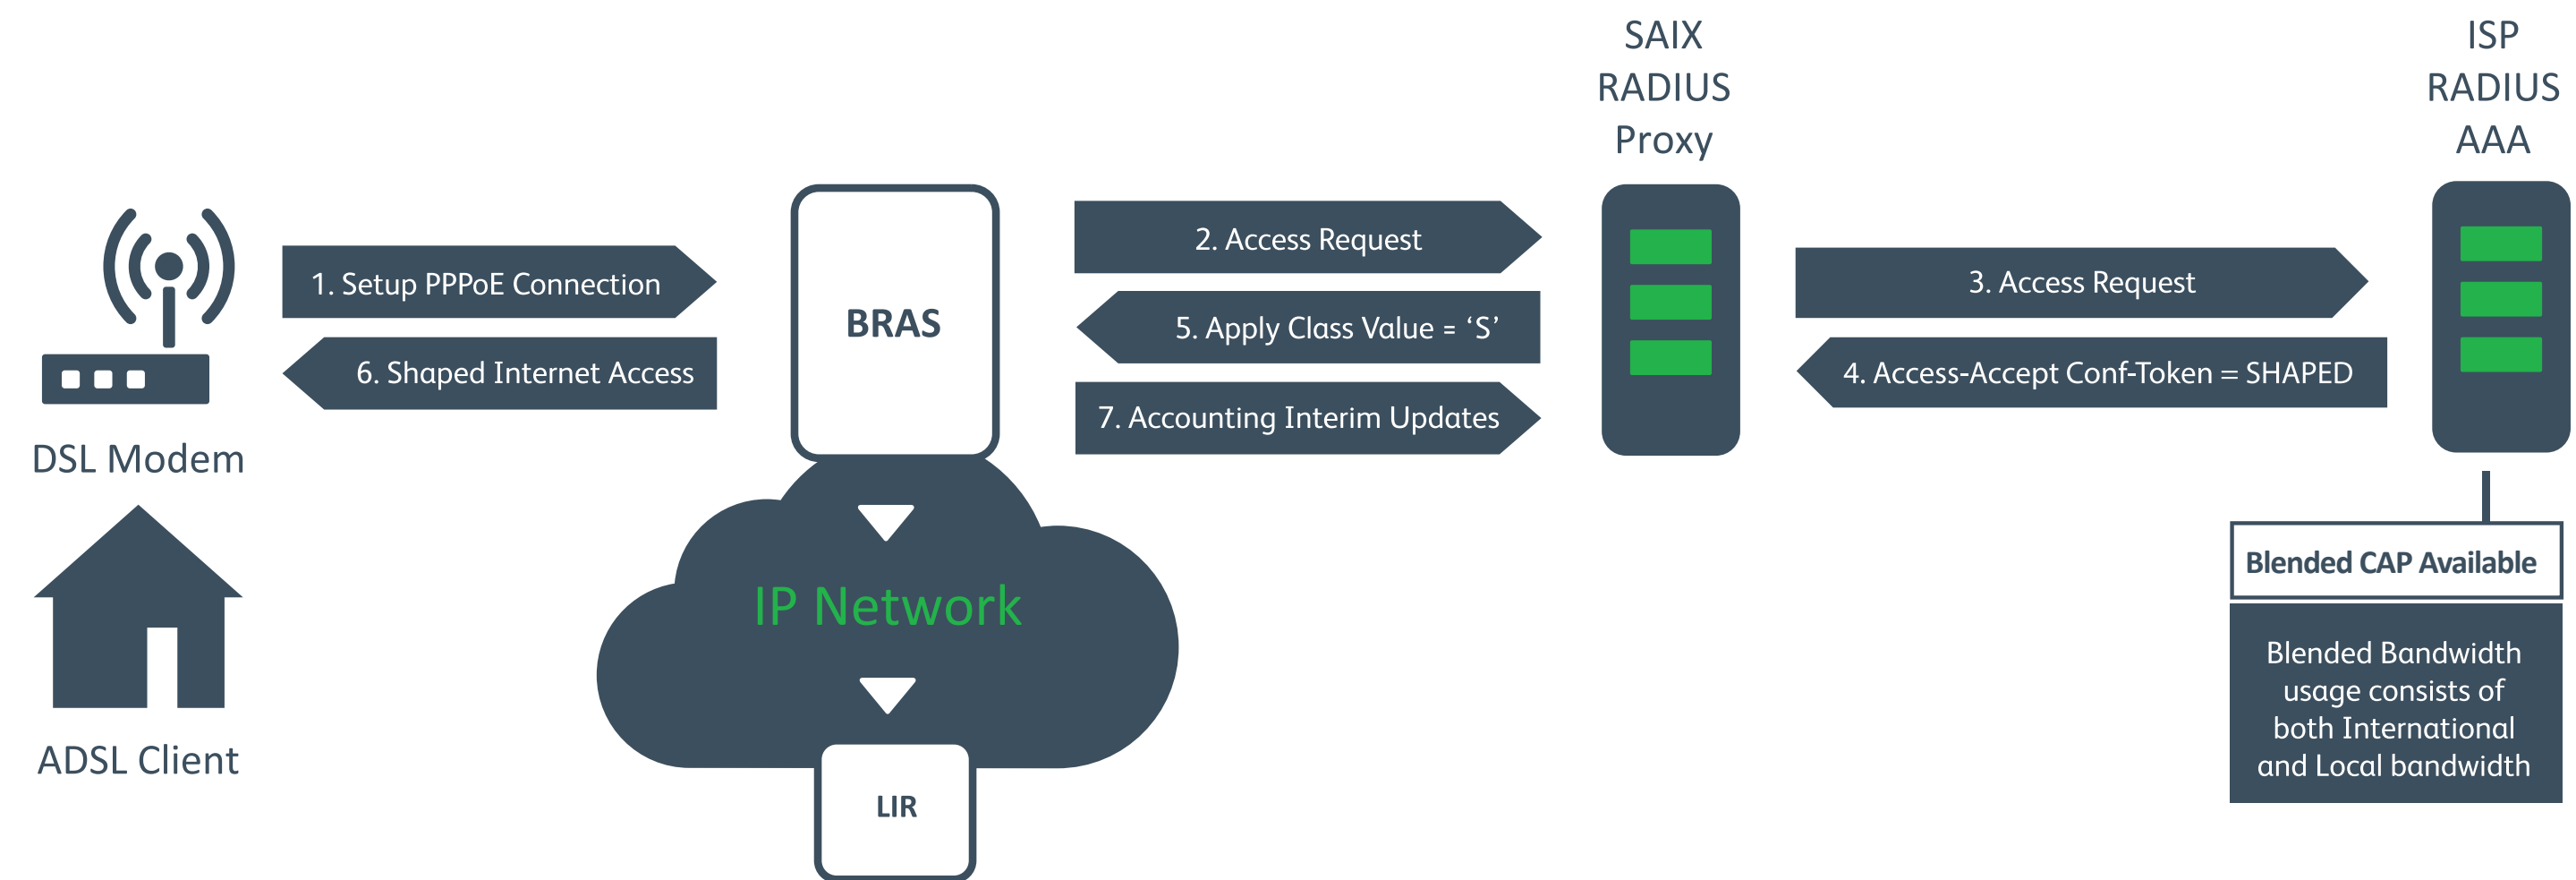 SAIX
RADIUS
Proxy
ISP
RADIUS
AAA
1. Setup PPPoE Connection
6. Shaped Internet Access
BRAS
2. Access Request
5. Apply Class Value = ‘S’
7. Accounting Interim Updates
3. Access Request
4. Access-Accept Conf-Token = SHAPED
DSL Modem
ADSL Client
IP Network
LIR
Blended CAP Available
Blended Bandwidth
usage consists of
both International
and Local bandwidth